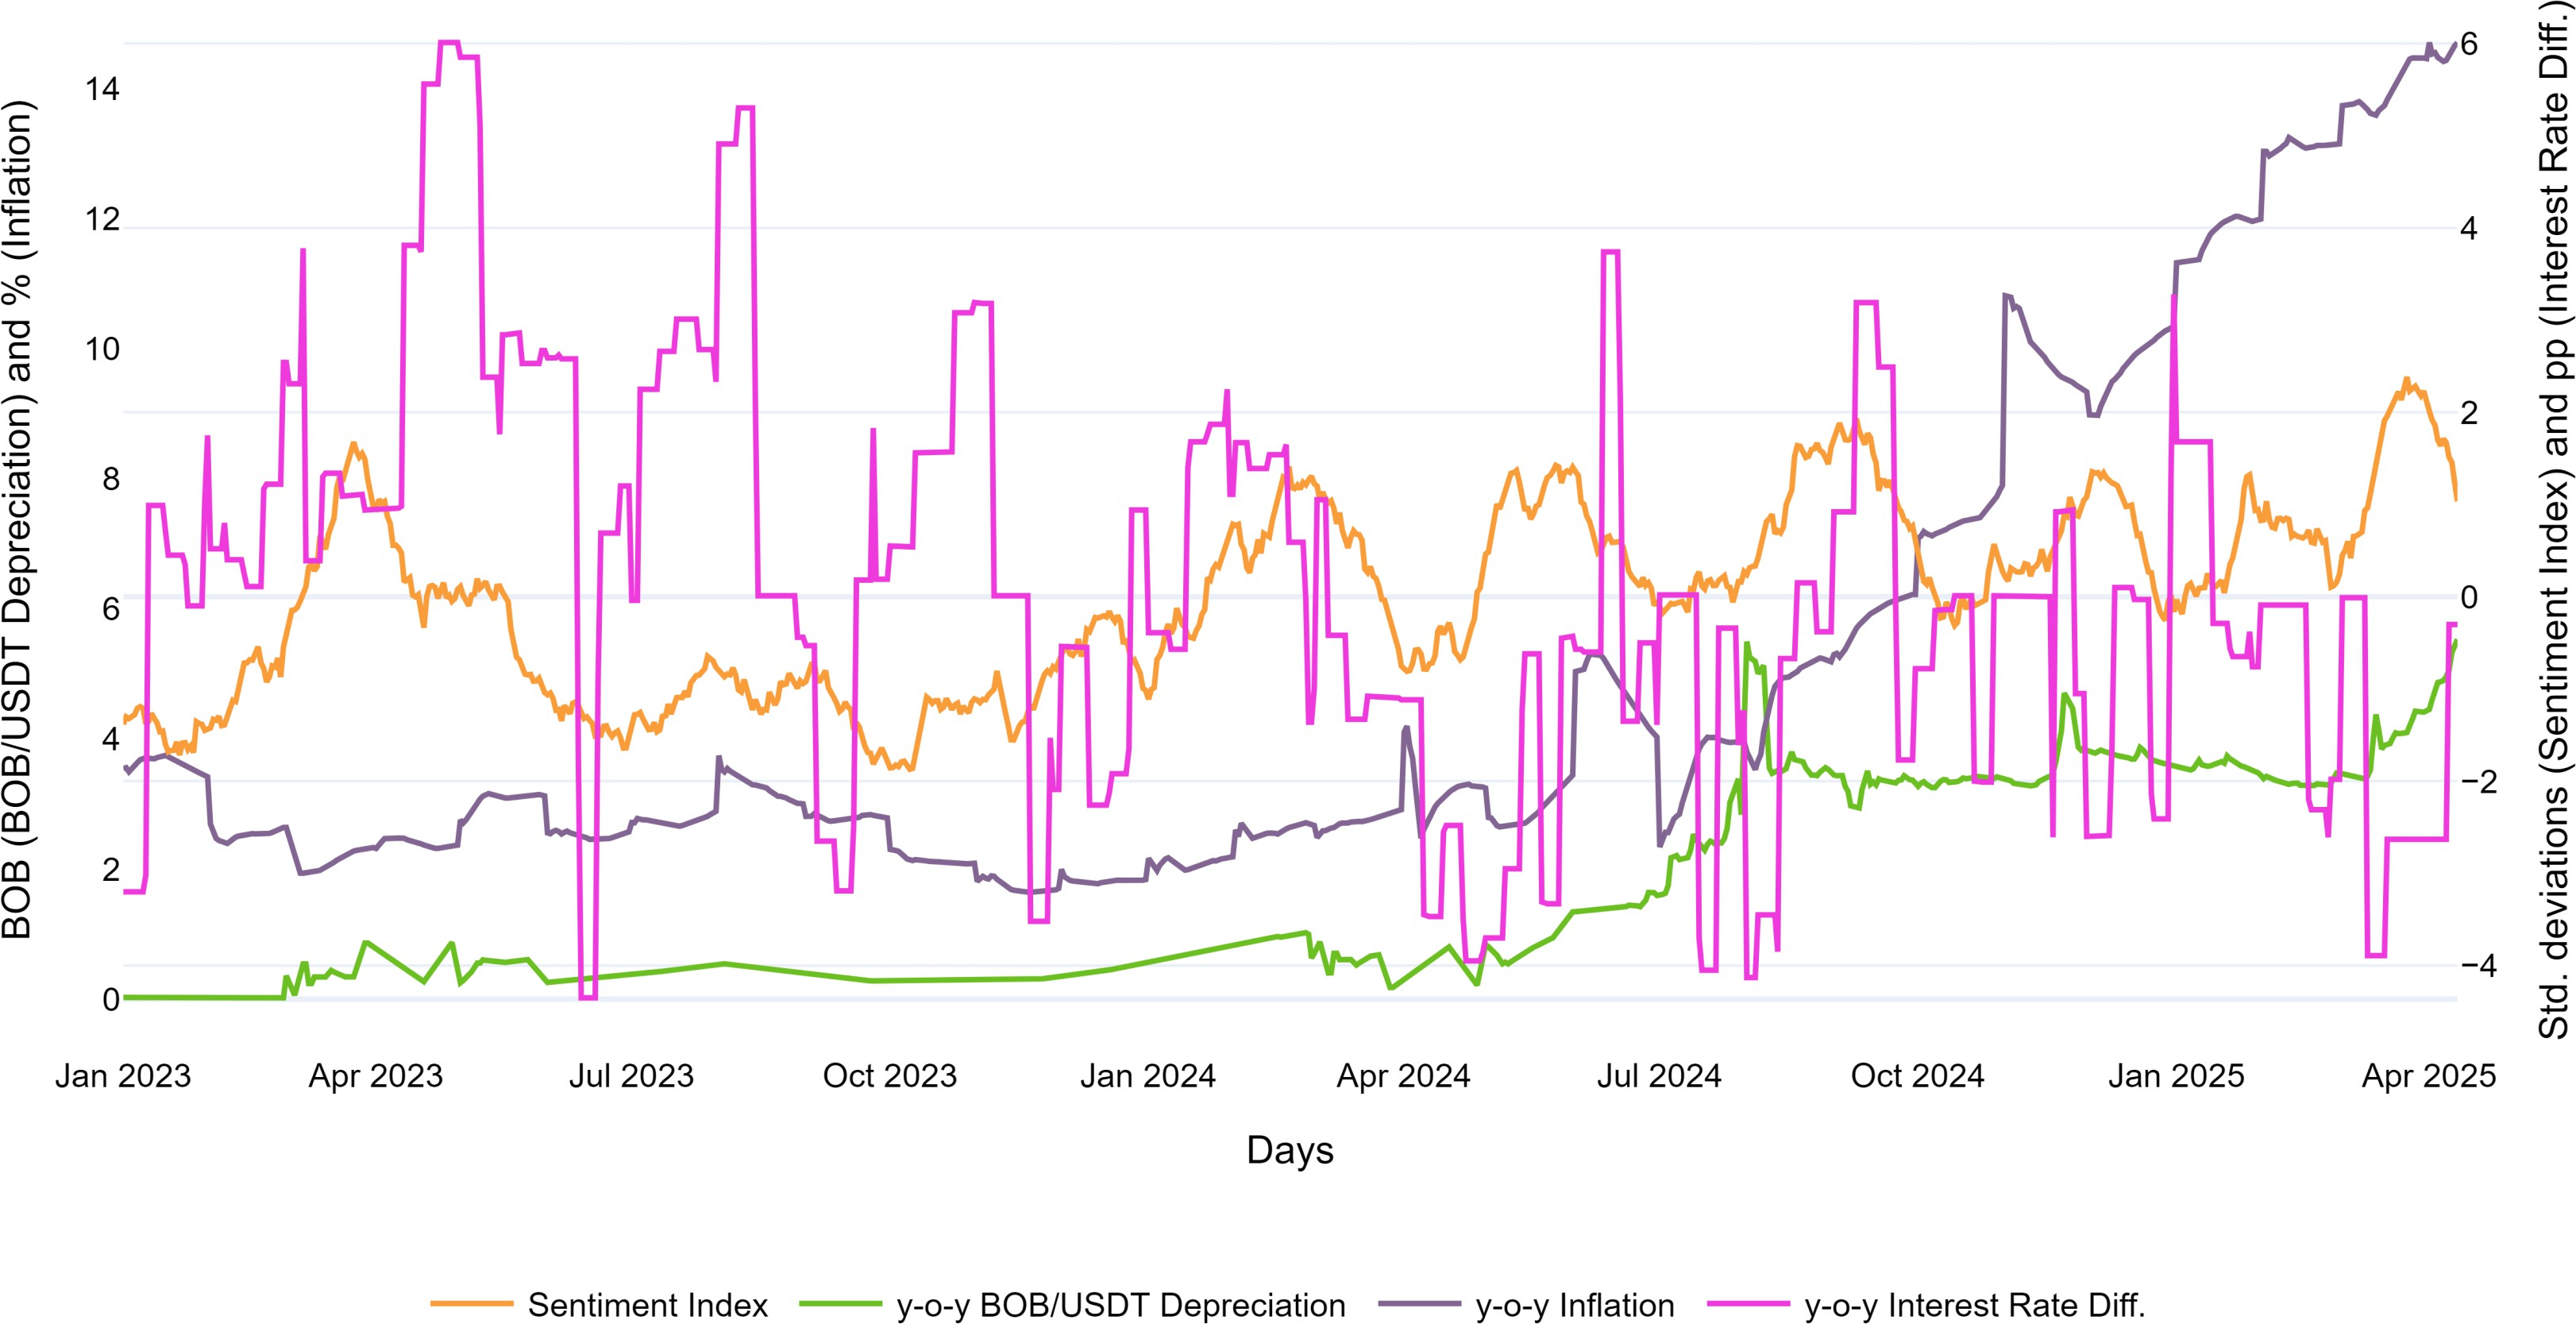 BOB (BOB/USDT Depreciation) and % (Inflation)
14
12
10
8
6
4
2
0
6
4
2
0
−2
−4
Std. deviations (Sentiment Index) and pp (Interest Rate Diff.)
Jan 2023 Apr 2023 Jul 2023 Oct 2023 Jan 2024 Apr 2024 Jul 2024 Oct 2024 Jan 2025 Apr 2025
Days
Sentiment Index y-o-y BOB/USDT Depreciation y-o-y Inflation y-o-y Interest Rate Diff.